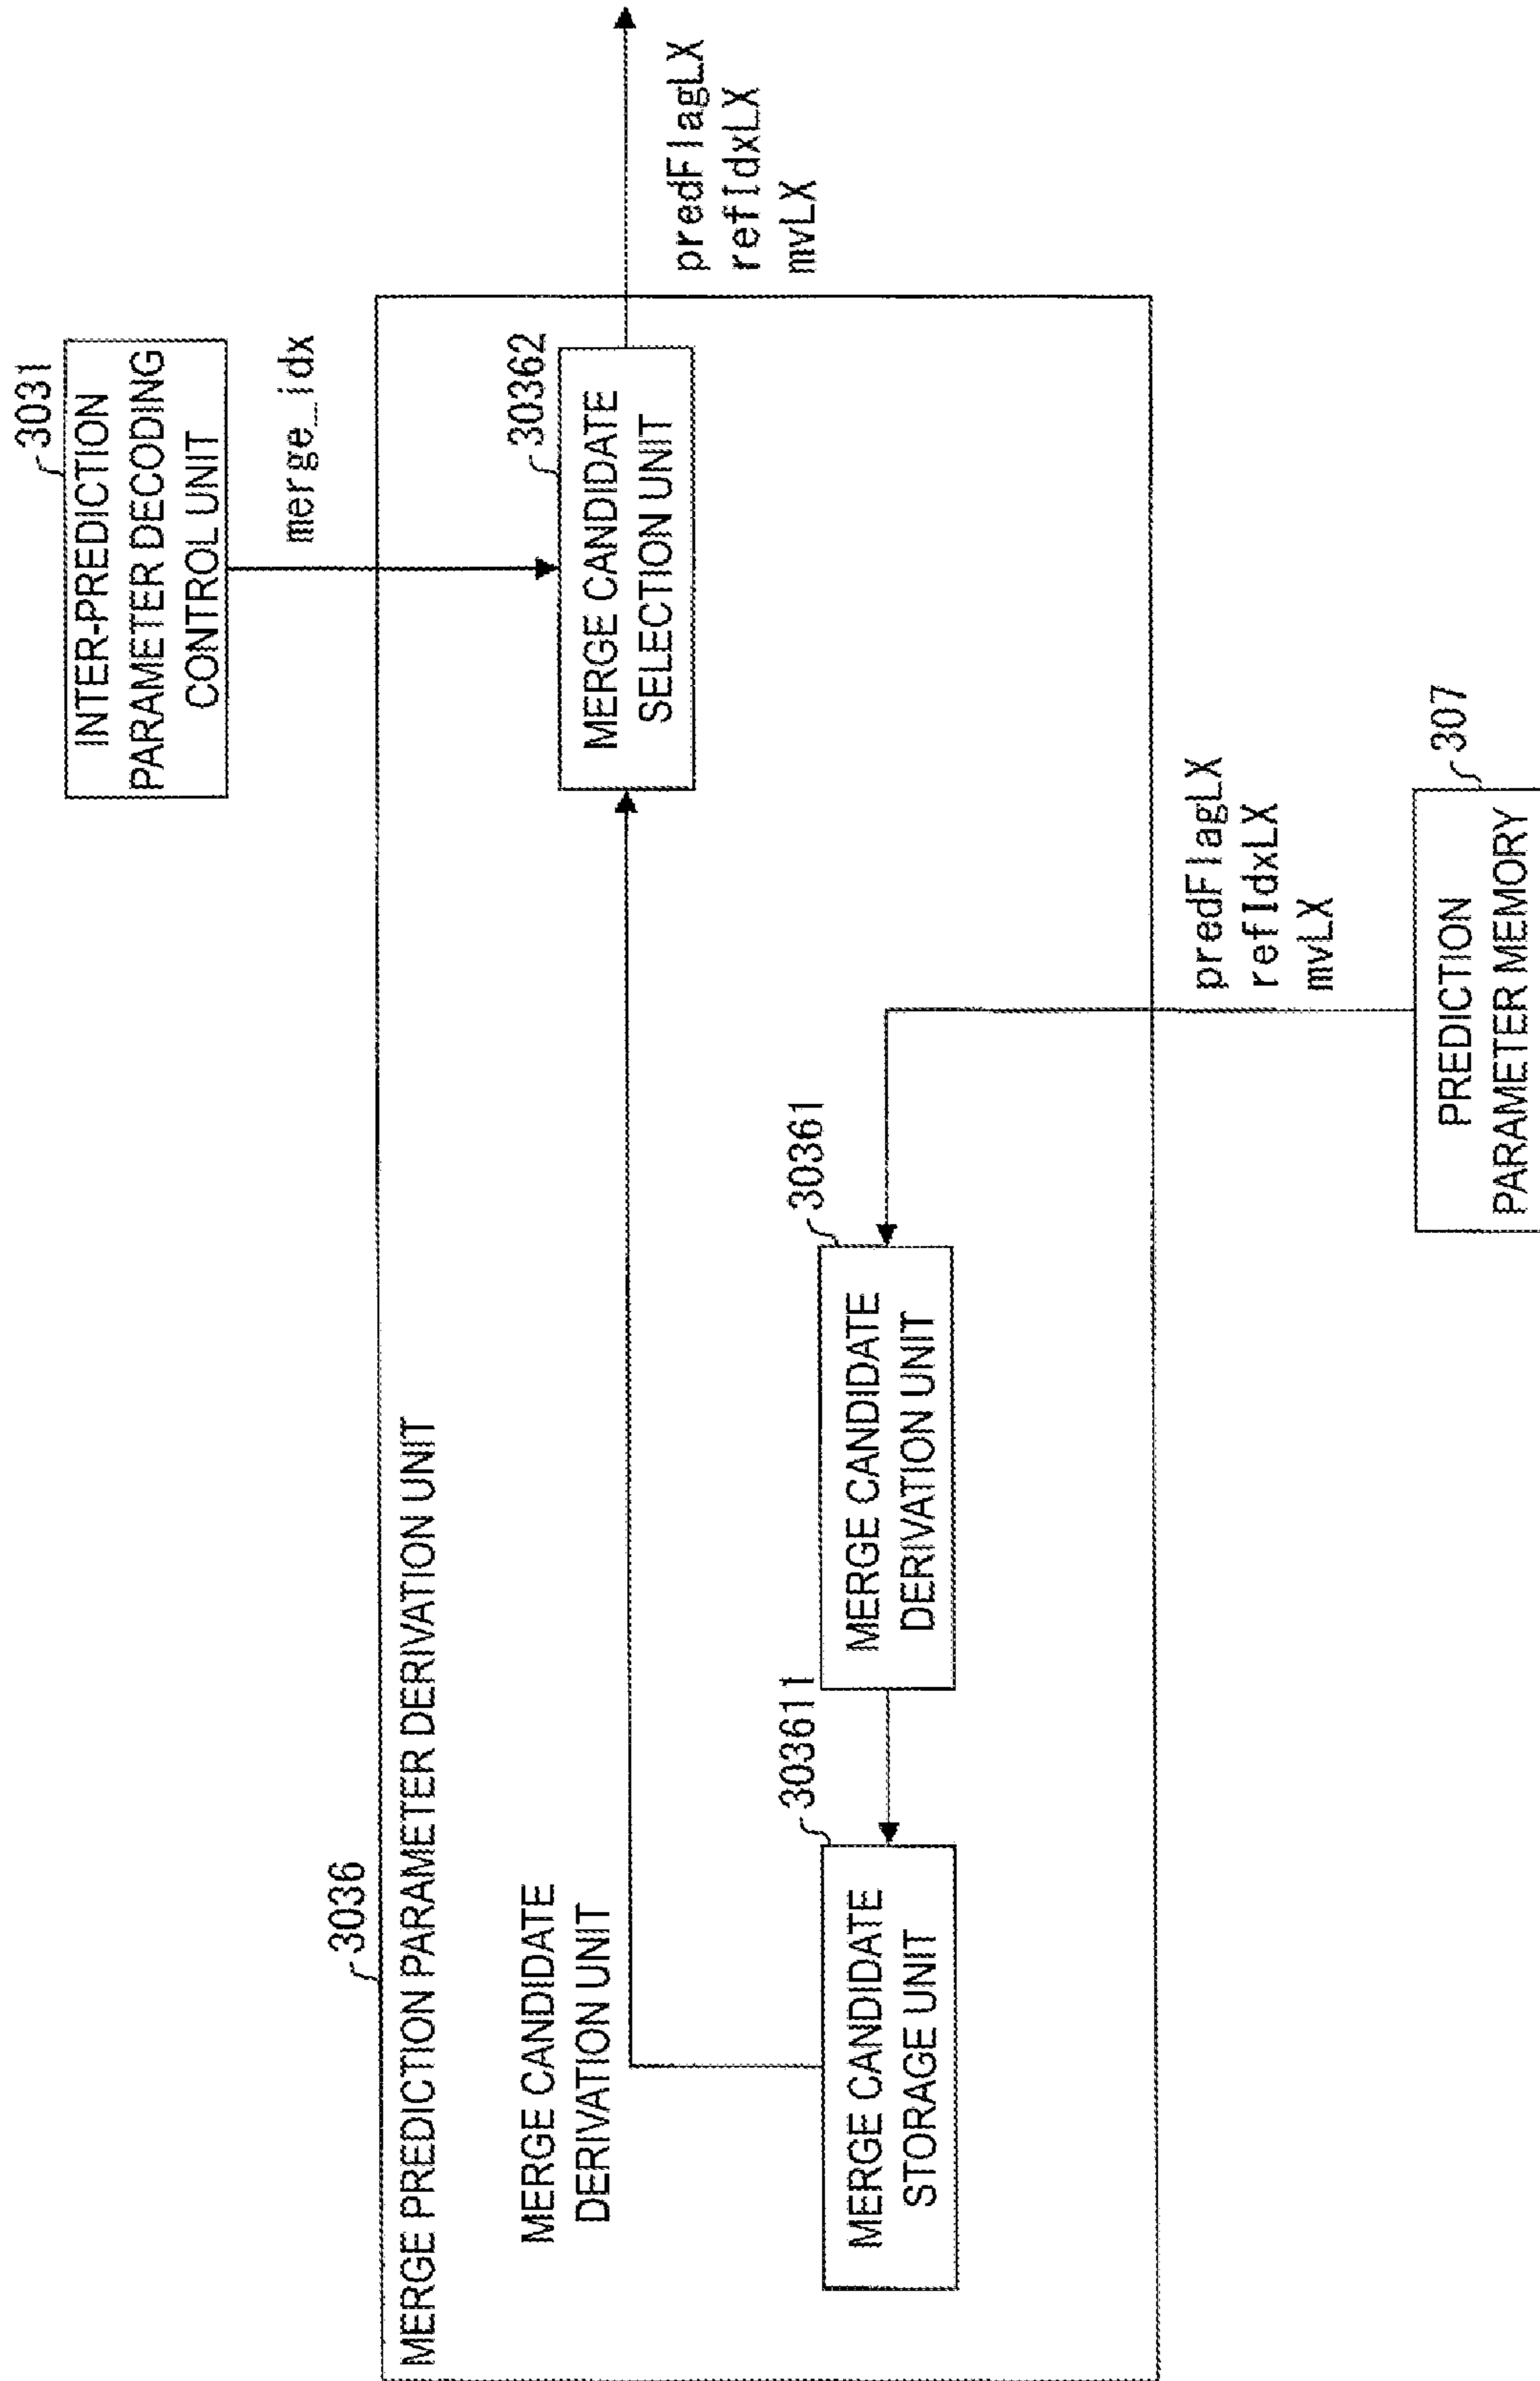 3036
MERGE PREDICTION PARAMETER DERIVATION UNIT
MERGE CANDIDATE
DERIVATION UNIT
3031
INTER-PREDICTION
PARAMETER DECODING
CONTROL UNIT
merge_idx
30362
MERGE CANDIDATE
SELECTION UNIT
predFlagLX
refIdxLX
mvLX
303611
MERGE CANDIDATE
STORAGE UNIT
30361
MERGE CANDIDATE
DERIVATION UNIT
predFlagLX
refIdxLX
mvLX
307
PREDICTION
PARAMETER MEMORY